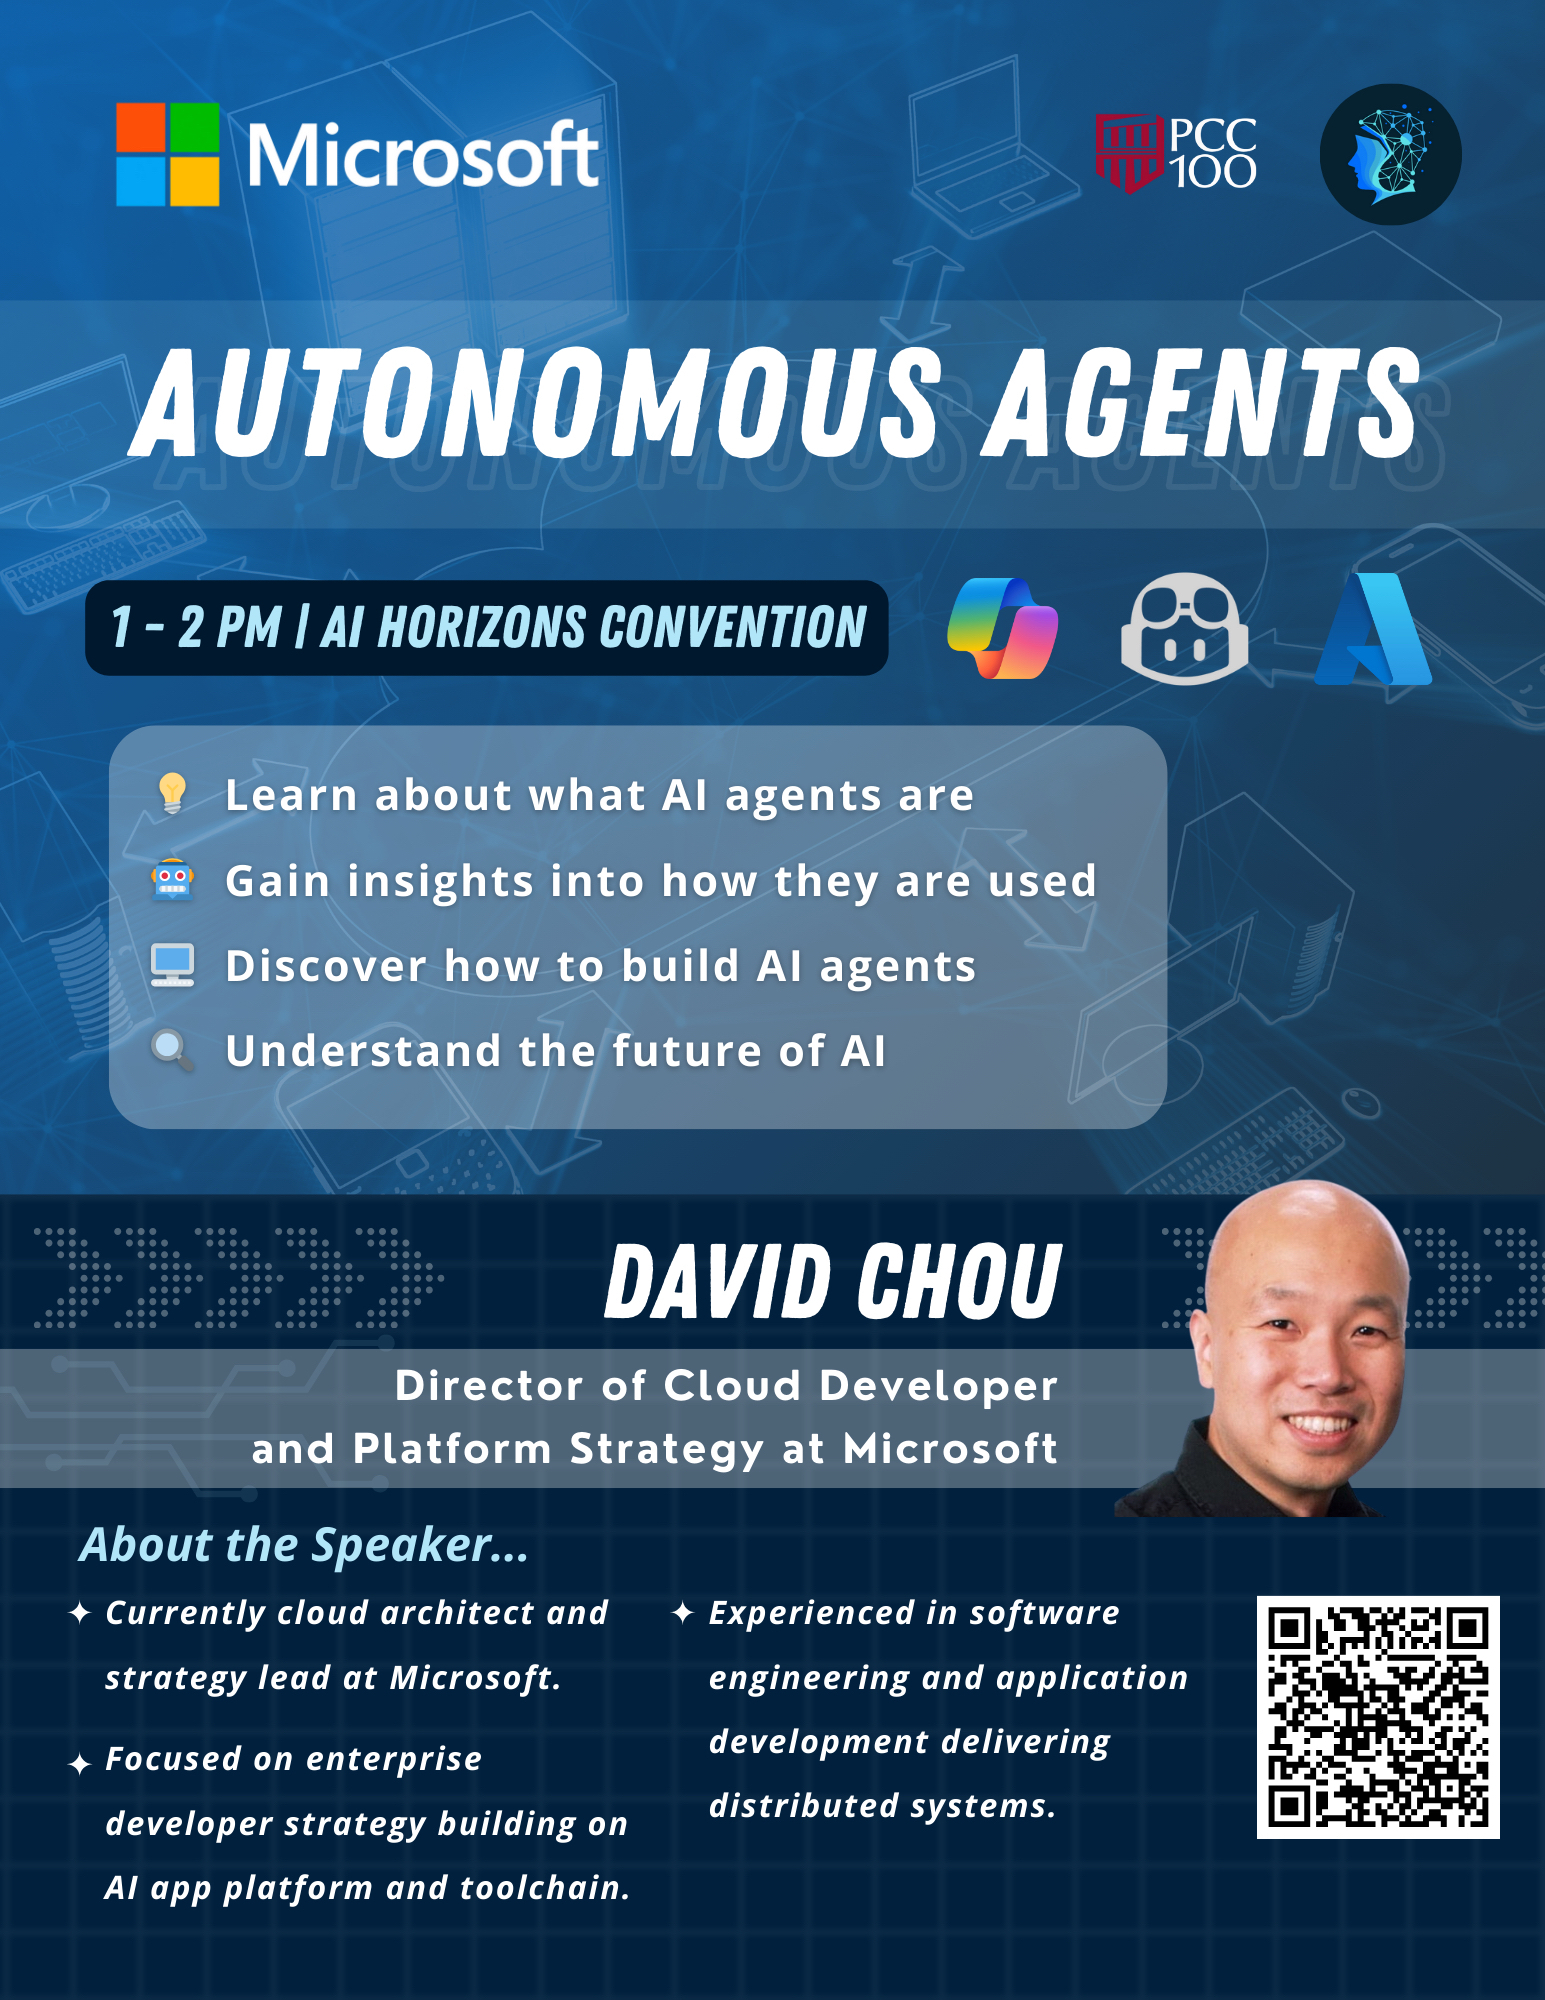 Microsoft
PCC
100
AUTONOMOUS AGENTS
1 - 2 PM | AI HORIZONS CONVENTION
Learn about what AI agents are
Gain insights into how they are used
Discover how to build AI agents
Understand the future of AI
DAVID CHOU
Director of Cloud Developer
and Platform Strategy at Microsoft
About the Speaker...
Currently cloud architect and
strategy lead at Microsoft.
Focused on enterprise
developer strategy building on
AI app platform and toolchain.
Experienced in software
engineering and application
development delivering
distributed systems.